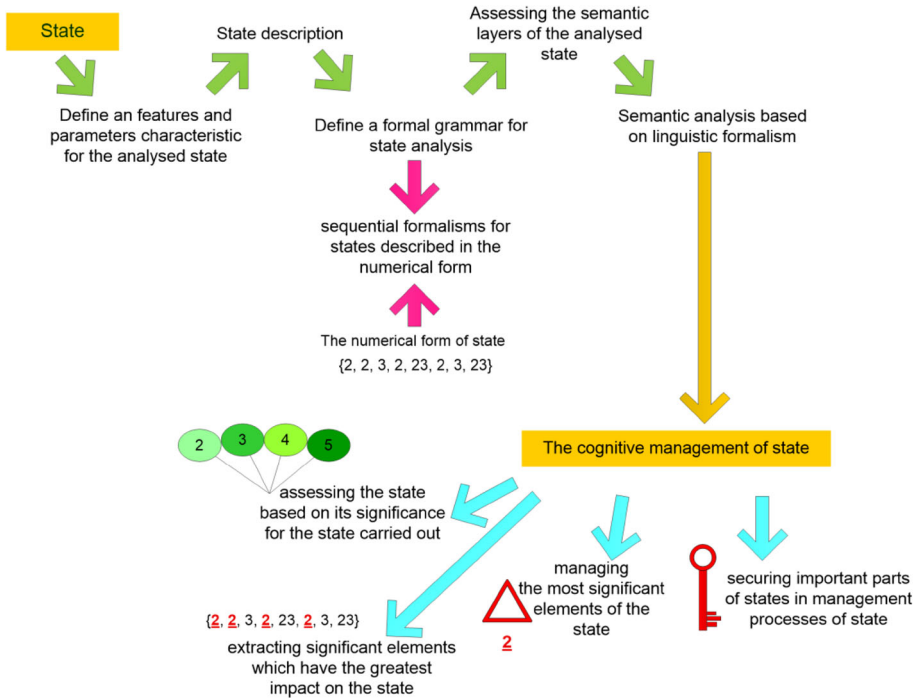 State
State description
Assessing the semantic
layers of the analysed
state
Define an features and
parameters characteristic
for the analysed state
Define a formal grammar for
state analysis
Semantic analysis based
on linguistic formalism
sequential formalisms for
states described in the
numerical form
The numerical form of state
{2, 2, 3, 2, 23, 2, 3, 23}
2 3 4 5
The cognitive management of state
assessing the state
based on its significance
for the state carried out
managing
the most significant
elements of the
state
2
securing important parts
of states in management
processes of state
{2, 2, 3, 2, 23, 2, 3, 23}
extracting significant elements
which have the greatest
impact on the state